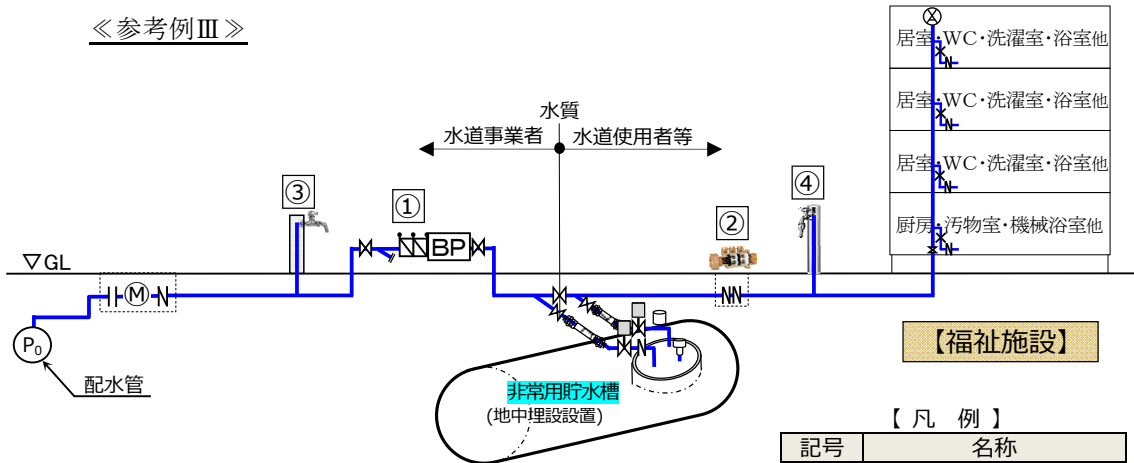 ≪参考例Ⅲ≫
居室・WC・洗濯室・浴室他
居室・WC・洗濯室・浴室他
居室・WC・洗濯室・浴室他
厨房・汚物室・機械浴室他
水質
水道事業者
水道使用者等
③
①
②
④
BP
▽GL
M
P₀
配水管
非常用貯水槽
(地中埋設設置)
【福祉施設】
【 凡 例 】
記号 名称